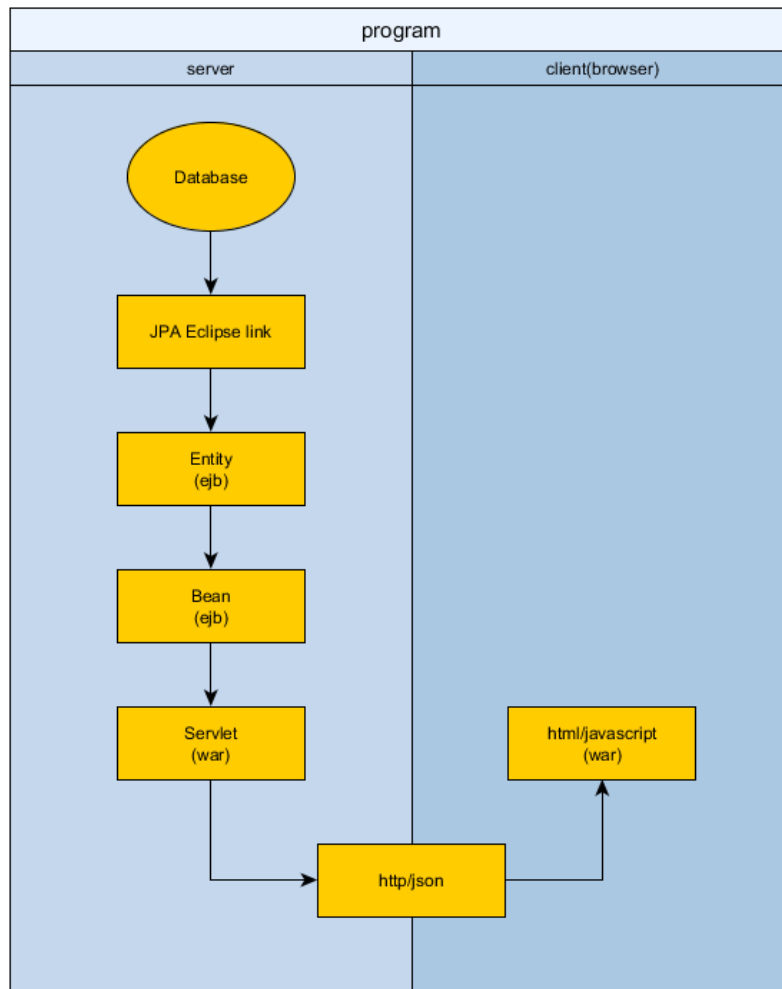 program
server
client(browser)
Database
JPA Eclipse link
Entity
(ejb)
Bean
(ejb)
Servlet
(war)
html/javascript
(war)
http/json